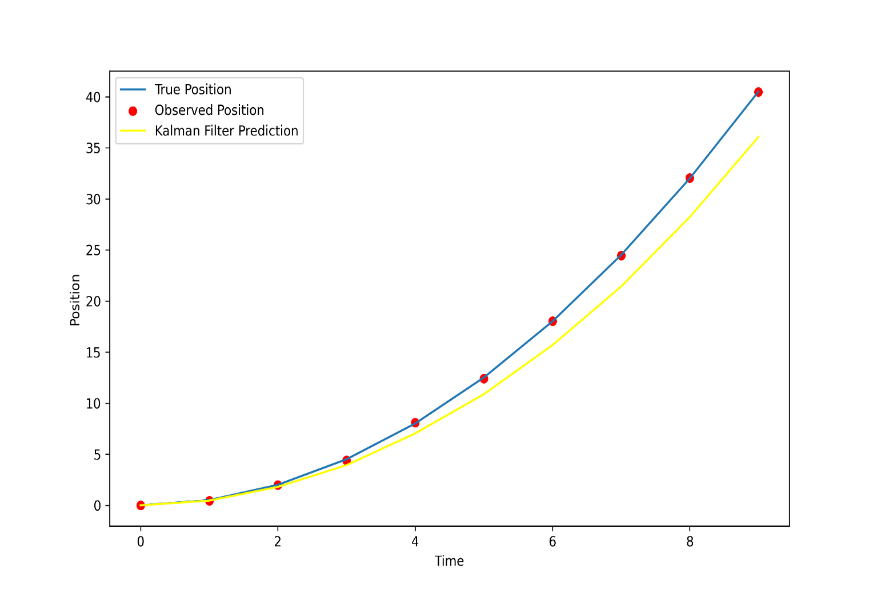 True Position
Observed Position
Kalman Filter Prediction
40
35
30
25
20
15
10
5
0
Position
0 2 4 6 8
Time